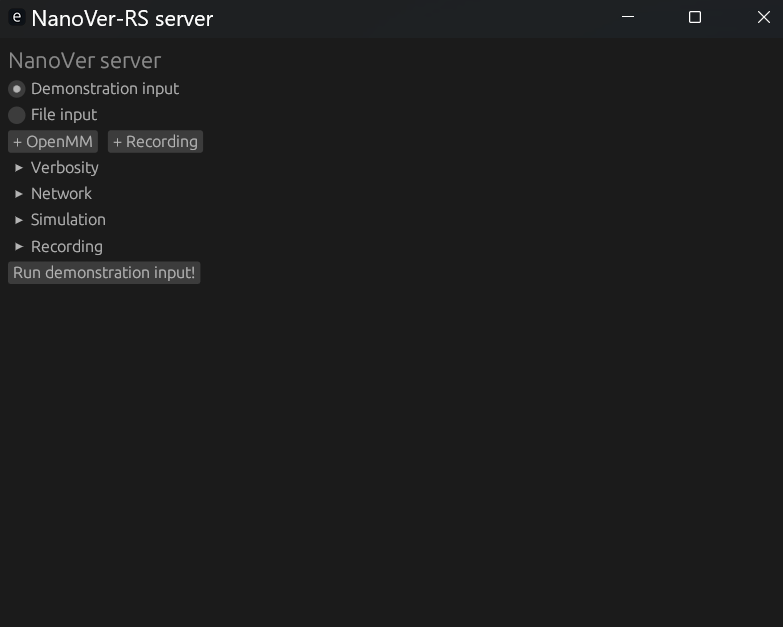 e NanoVer-RS server
NanoVer server
Demonstration input
File input
+ OpenMM + Recording
Verbosity
Network
Simulation
Recording
Run demonstration input!